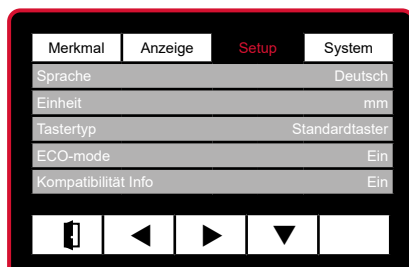 Merkmal Anzeige Setup System
Sprache Deutsch
Einheit mm
Tastertyp Standardtaster
ECO-mode Ein
Kompatibilität Info Ein